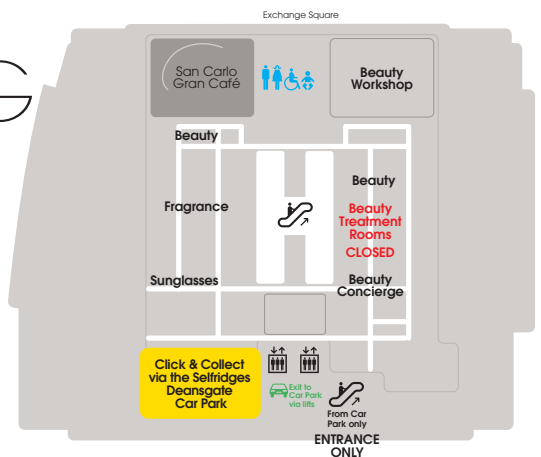 Exchange Square
San Carlo
Gran Café
Beauty
Workshop
Beauty
Beauty
Fragrance
Beauty
Treatment
Rooms
CLOSED
Sunglasses
Beauty
Concierge
Click & Collect
via the Selfridges
Deansgate
Car Park
Exit to
Car Park
via lifts
From Car
Park only
ENTRANCE
ONLY